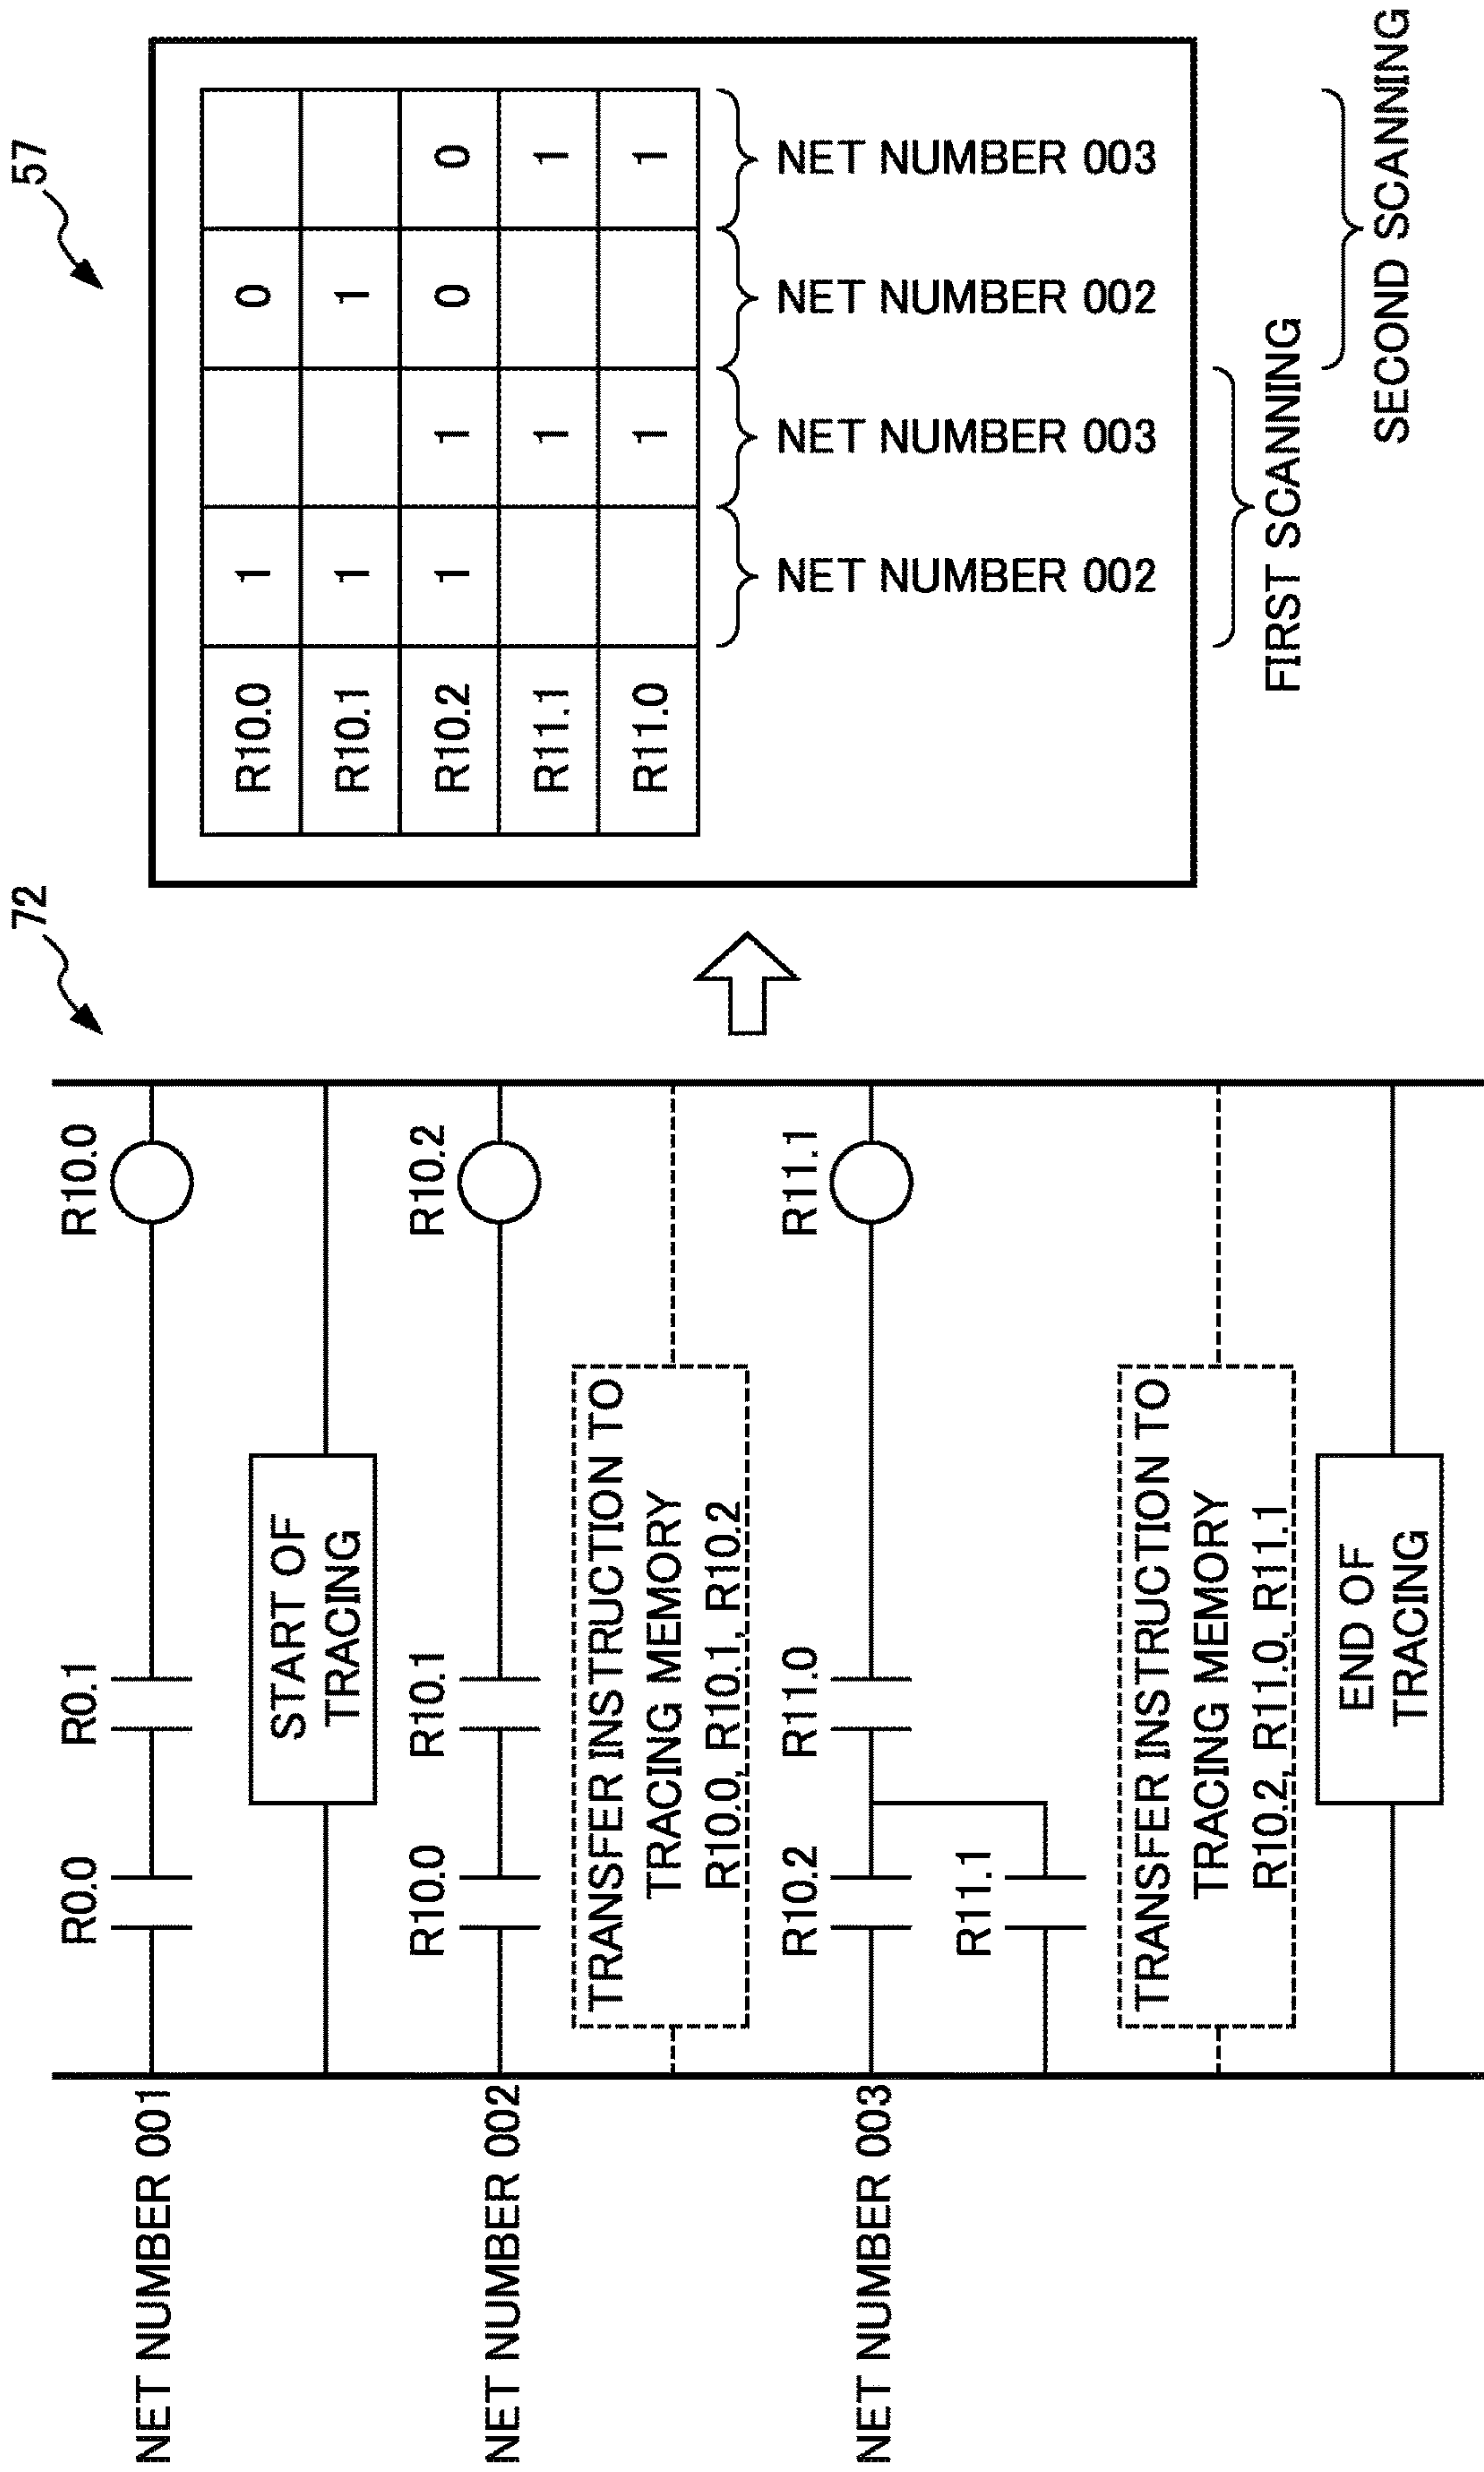 72
NET NUMBER 001
R0.0
R0.1
R10.0
START OF
TRACING
NET NUMBER 002
R10.0
R10.1
R10.2
TRANSFER INSTRUCTION TO
TRACING MEMORY
R10.0, R10.1, R10.2
NET NUMBER 003
R10.2
R11.0
R11.1
R11.1
TRANSFER INSTRUCTION TO
TRACING MEMORY
R10.2, R11.0, R11.1
END OF
TRACING
57
R10.0 1 0
R10.1 1 1
R10.2 1 1 0 0
R11.1 1 1
R11.0 1 1
NET NUMBER 002
NET NUMBER 003
NET NUMBER 002
NET NUMBER 003
FIRST SCANNING
SECOND SCANNING